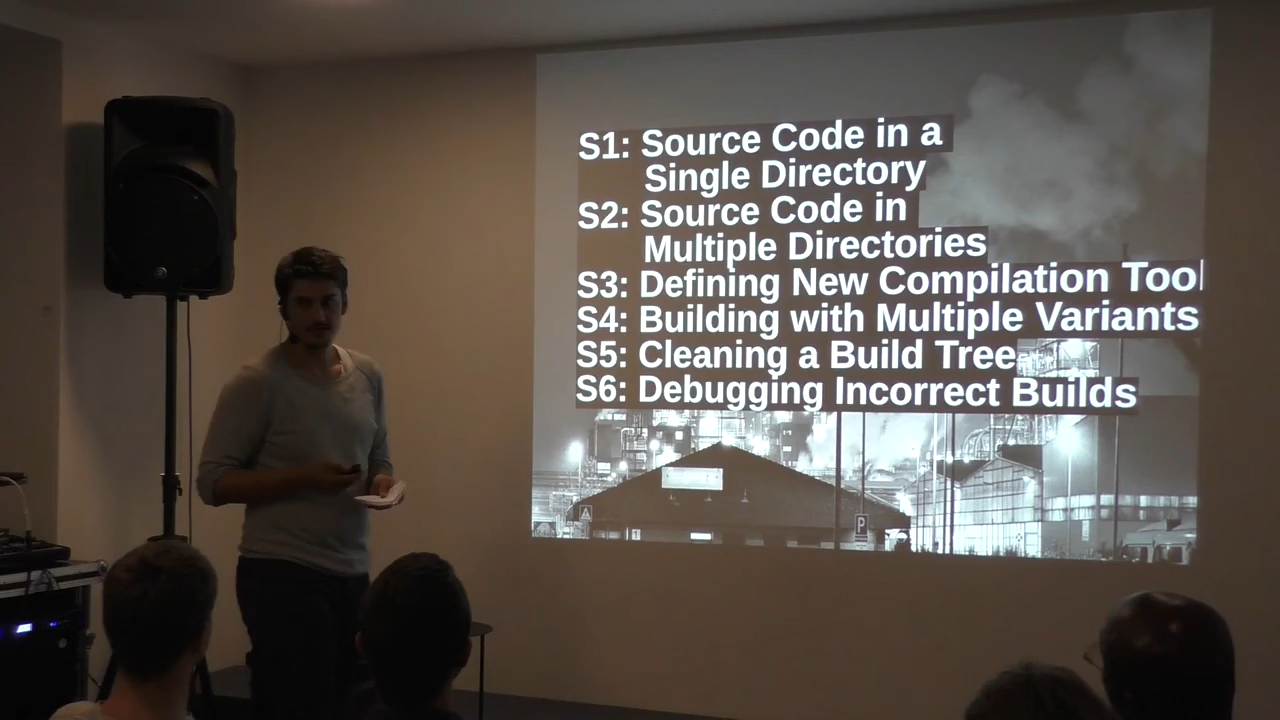 S1: Source Code in a
Single Directory
S2: Source Code in
Multiple Directories
S3: Defining New Compilation Tool
S4: Building with Multiple Variants
S5: Cleaning a Build Tree
S6: Debugging Incorrect Builds
P